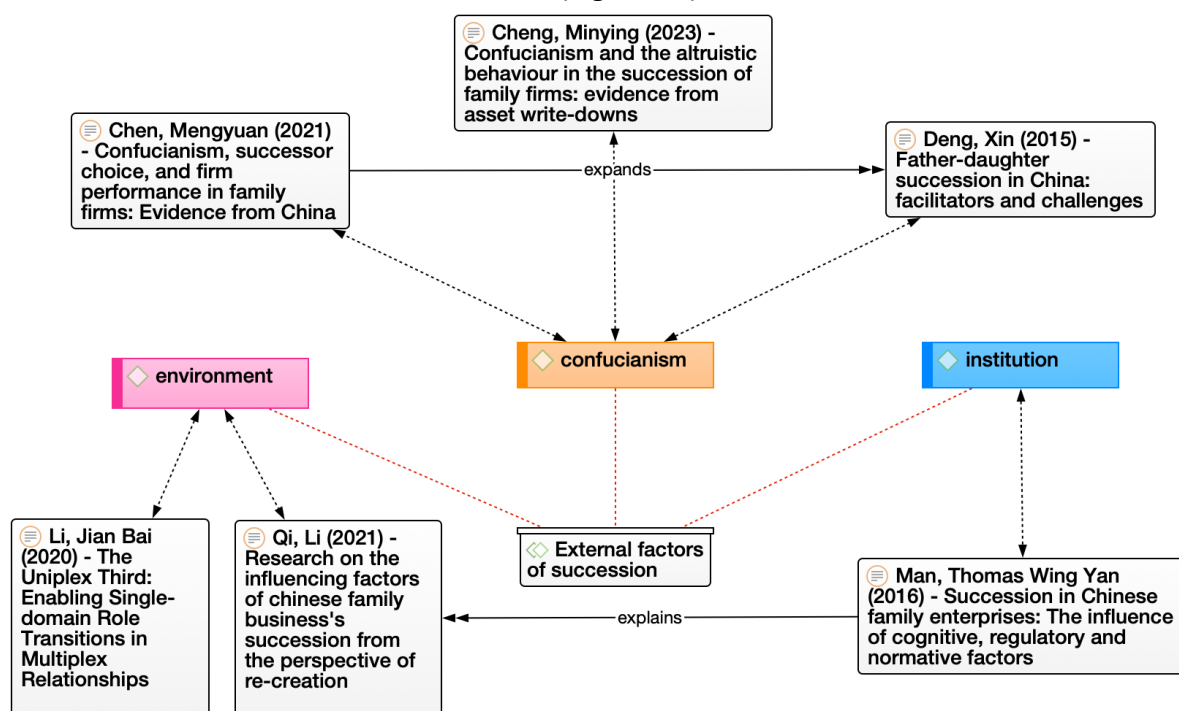 Cheng, Minying (2023) -
Confucianism and the altruistic
behaviour in the succession of
family firms: evidence from
asset write-downs
Chen, Mengyuan (2021)
- Confucianism, successor
choice, and firm
performance in family
firms: Evidence from China
expands
Deng, Xin (2015) -
Father-daughter
succession in China:
facilitators and challenges
environment
confucianism
institution
Li, Jian Bai
(2020) - The
Uniplex Third:
Enabling Single-
domain Role
Transitions in
Multiplex
Relationships
Qi, Li (2021) -
Research on the
influencing factors
of chinese family
business's
succession from
the perspective of
re-creation
External factors
of succession
explains
Man, Thomas Wing Yan
(2016) - Succession in Chinese
family enterprises: The influence
of cognitive, regulatory and
normative factors